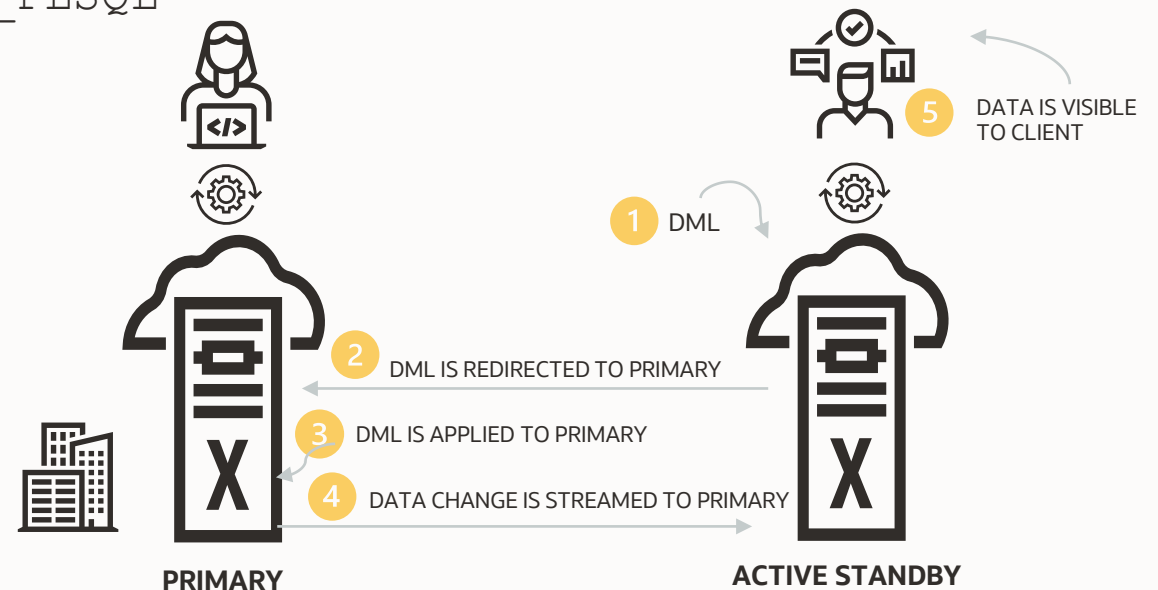 5
DATA IS VISIBLE
TO CLIENT
</>
1
DML
2
DML IS REDIRECTED TO PRIMARY
3
DML IS APPLIED TO PRIMARY
X
X
4
DATA CHANGE IS STREAMED TO PRIMARY
PRIMARY
ACTIVE STANDBY